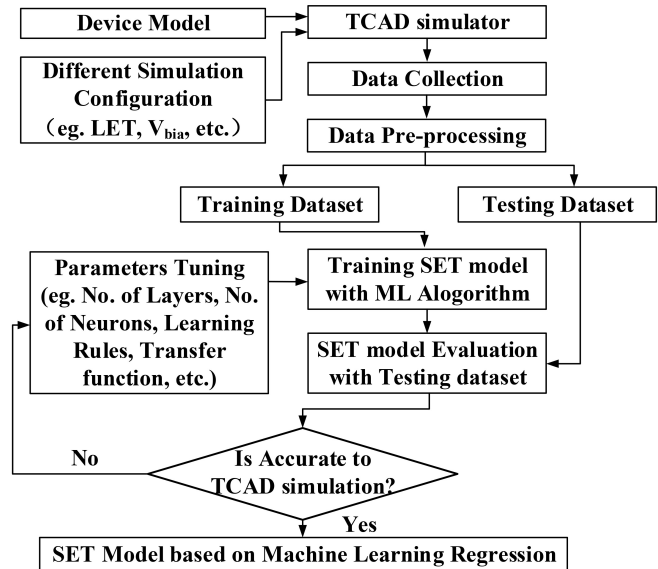 Device Model
TCAD simulator
Different Simulation
Configuration
（eg. LET, Vbia, etc.）
Data Collection
Data Pre-processing
Training Dataset
Testing Dataset
Parameters Tuning
(eg. No. of Layers, No.
of Neurons, Learning
Rules, Transfer
function, etc.)
Training SET model
with ML Alogorithm
SET model Evaluation
with Testing dataset
Is Accurate to
TCAD simulation?
No
Yes
SET Model based on Machine Learning Regression